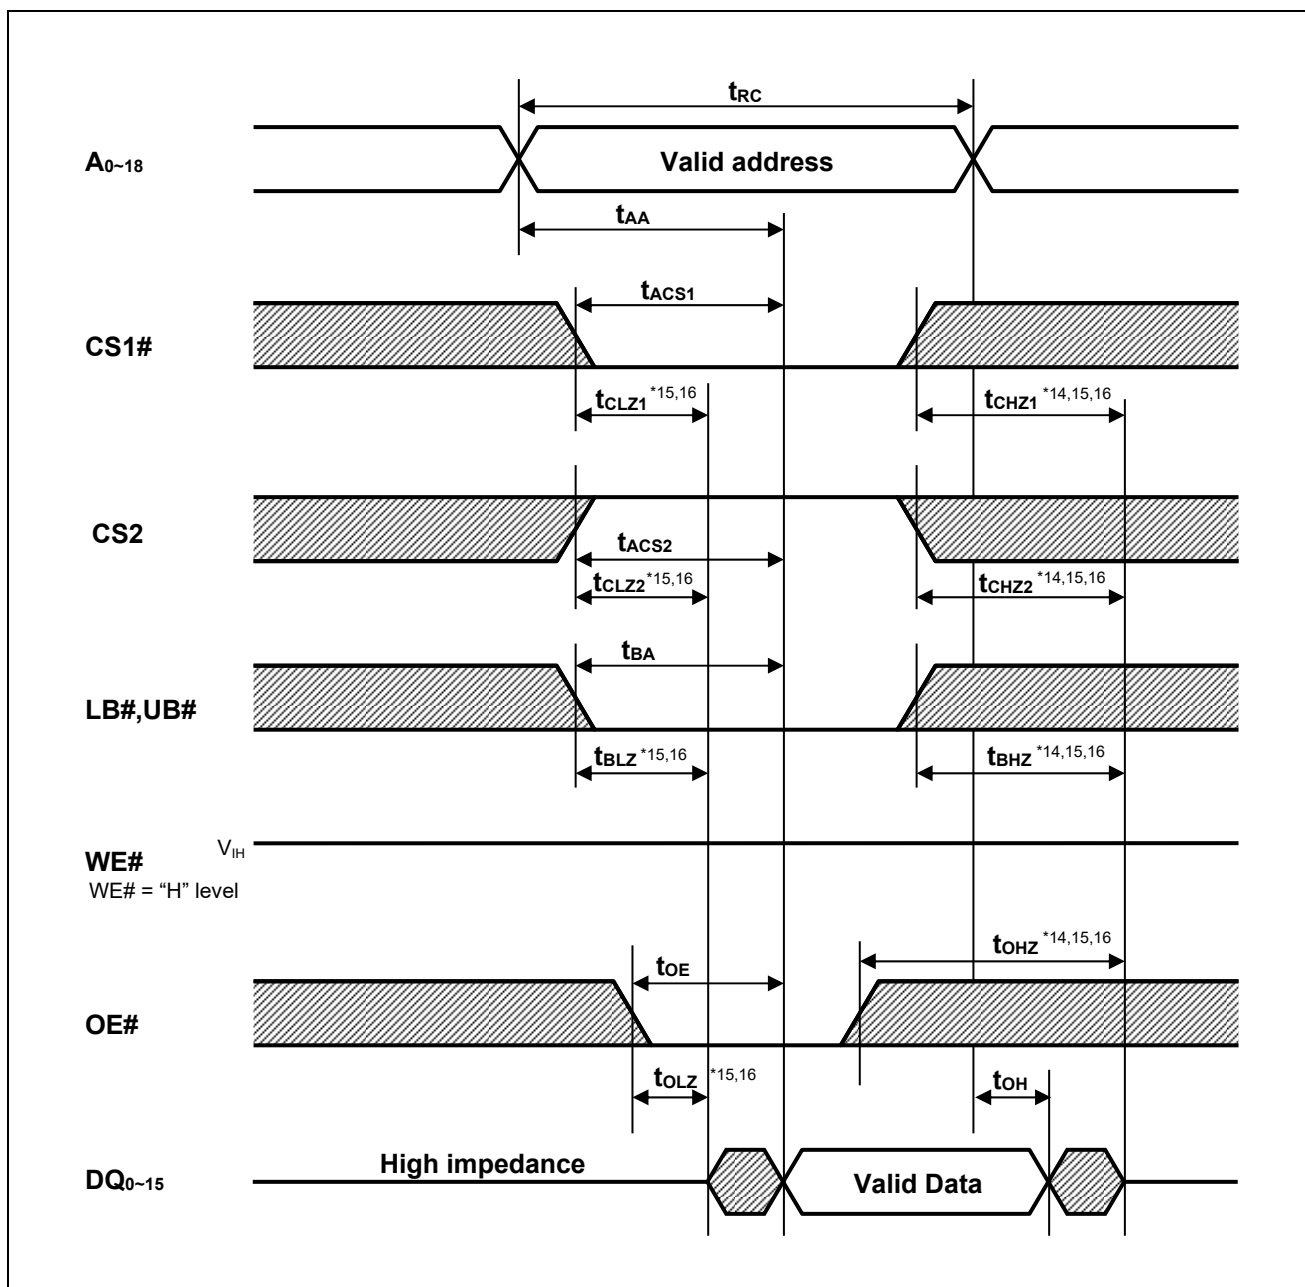 tRC
A0~18
Valid address
tAA
tACS1
CS1#
tCLZ1 *15,16
tCHZ1 *14,15,16
CS2
tACS2
tCLZ2 *15,16
tCHZ2 *14,15,16
tBA
LB#,UB#
tBLZ *15,16
tBHZ *14,15,16
VIH
WE#
WE# = “H” level
tOHZ *14,15,16
tOE
OE#
tOLZ *15,16
tOH
High impedance
DQ0~15
Valid Data